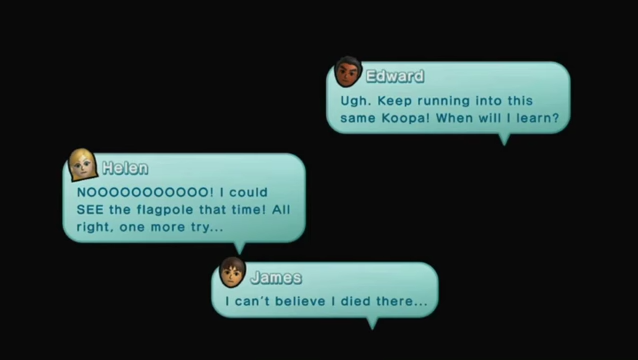 Edward
Ugh. Keep running into this
same Koopa! When will I learn?
Helen
NOOOOOOOOOOO! I could
SEE the flagpole that time! All
right, one more try...
James
I can't believe I died there...